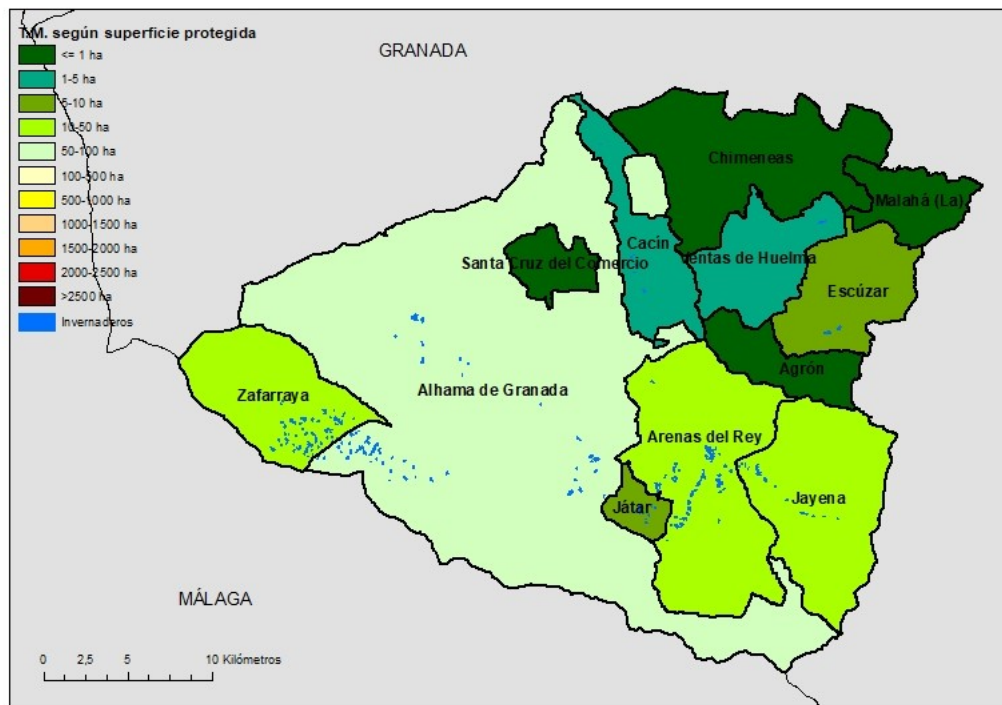 T.M. según superficie protegida
<= 1 ha
1-5 ha
5-10 ha
10-50 ha
50-100 ha
100-500 ha
500-1000 ha
1000-1500 ha
1500-2000 ha
2000-2500 ha
>2500 ha
Invernaderos
GRANADA
Chimeneas
Malahá (La)
Cacín
Santa Cruz del Comercio
Ventas de Huelma
Escúzar
Agrón
Zafarraya
Alhama de Granada
Arenas del Rey
Játar
Jayena
MÁLAGA
0 2,5 5 10 Kilómetros